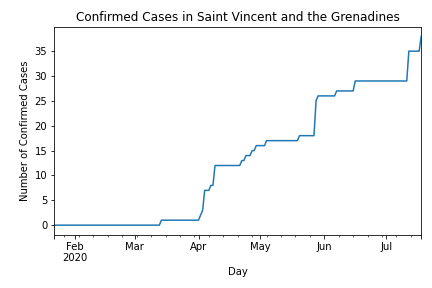 Confirmed Cases in Saint Vincent and the Grenadines
Number of Confirmed Cases
35
30
25
20
15
10
5
0
Feb Mar Apr May Jun Jul
2020
Day